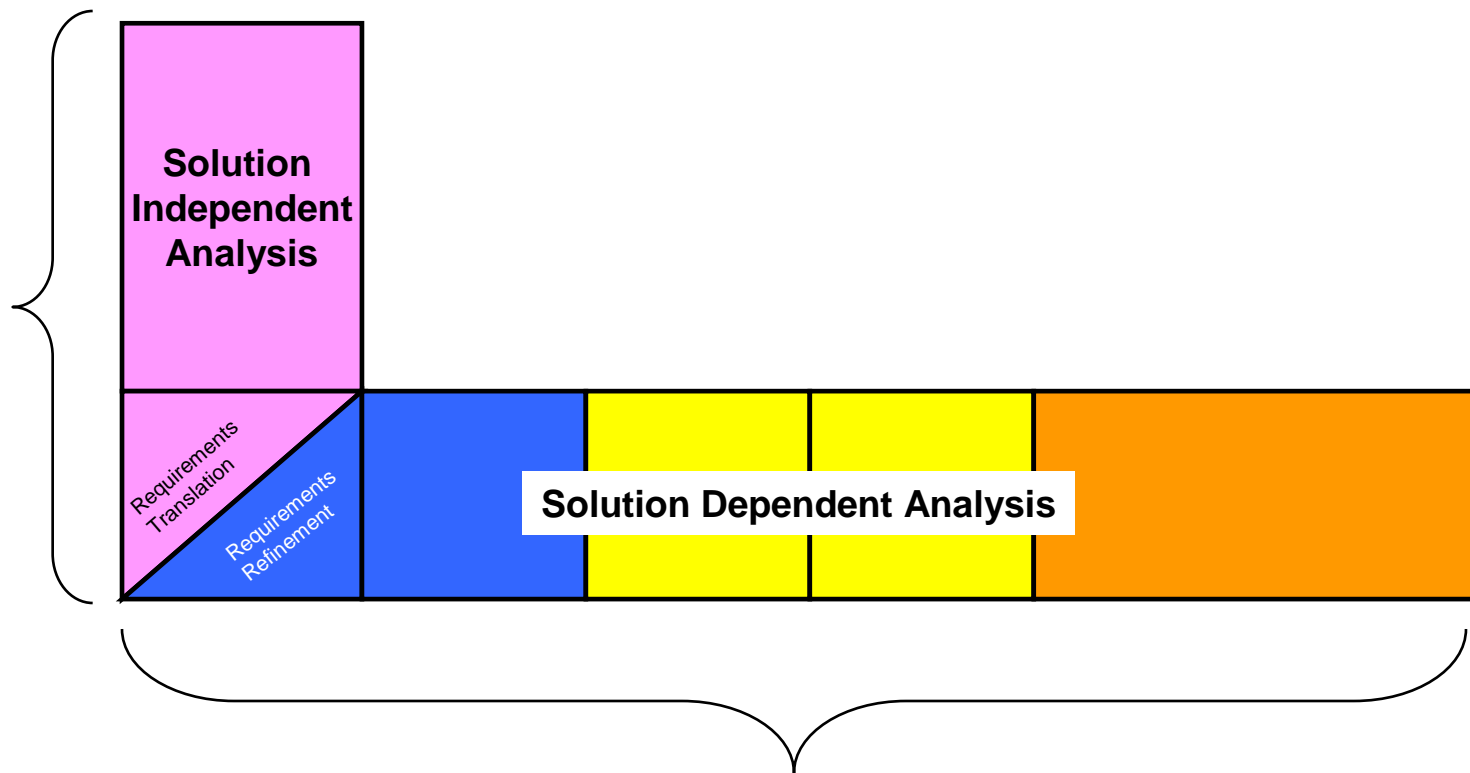 Solution
Independent
Analysis
Requirements
Translation
Requirements
Refinement
Solution Dependent Analysis